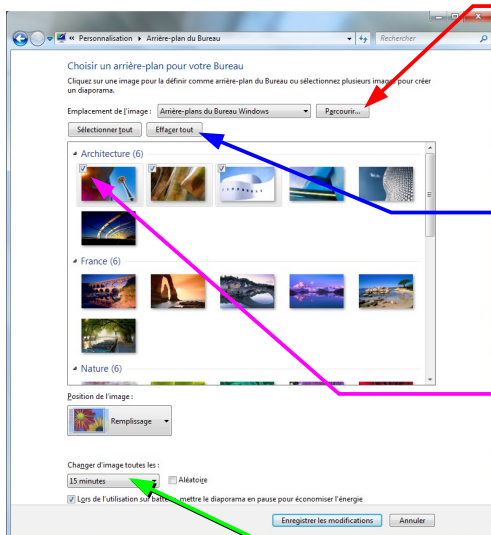 « Personnalisation ▸ Arrière-plan du Bureau
Rechercher
Choisir un arrière-plan pour votre Bureau
Cliquez sur une image pour la définir comme arrière-plan du Bureau ou sélectionnez plusieurs images pour créer
un diaporama.
Emplacement de l'image : Arrière-plans du Bureau Windows Parcourir...
Sélectionner tout Effacer tout
Architecture (6)
France (6)
Nature (6)
Position de l'image :
Remplissage
Changer d'image toutes les :
15 minutes Aléatoire
Lors de l'utilisation sur batterie, mettre le diaporama en pause pour économiser l'énergie
Enregistrer les modifications Annuler